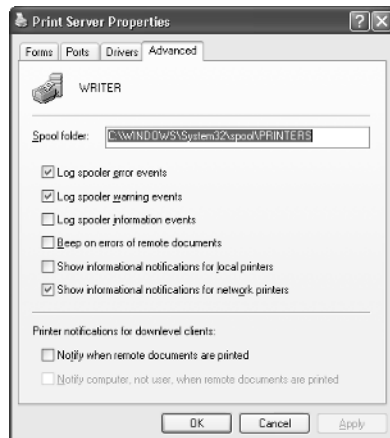 Print Server Properties
Forms Ports Drivers Advanced
WRITER
Spool folder: C:\WINDOWS\System32\spool\PRINTERS
Log spooler error events
Log spooler warning events
Log spooler information events
Beep on errors of remote documents
Show informational notifications for local printers
Show informational notifications for network printers
Printer notifications for downlevel clients:
Notify when remote documents are printed
Notify computer, not user, when remote documents are printed
OK Cancel Apply